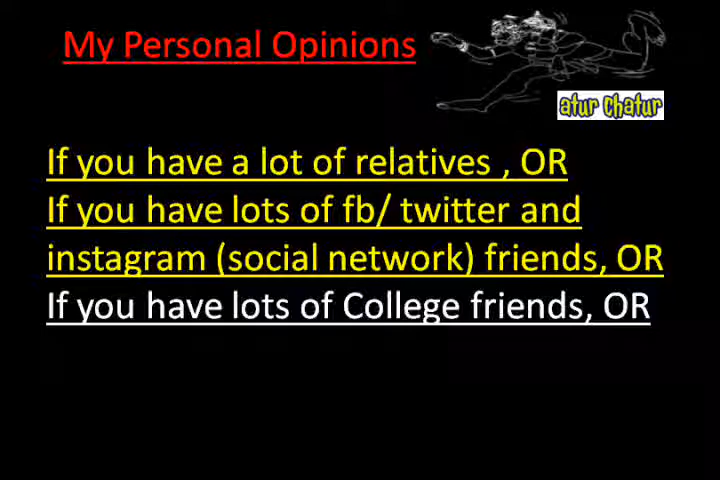 My Personal Opinions
atur chatur
If you have a lot of relatives , OR
If you have lots of fb/ twitter and
instagram (social network) friends, OR
If you have lots of College friends, OR